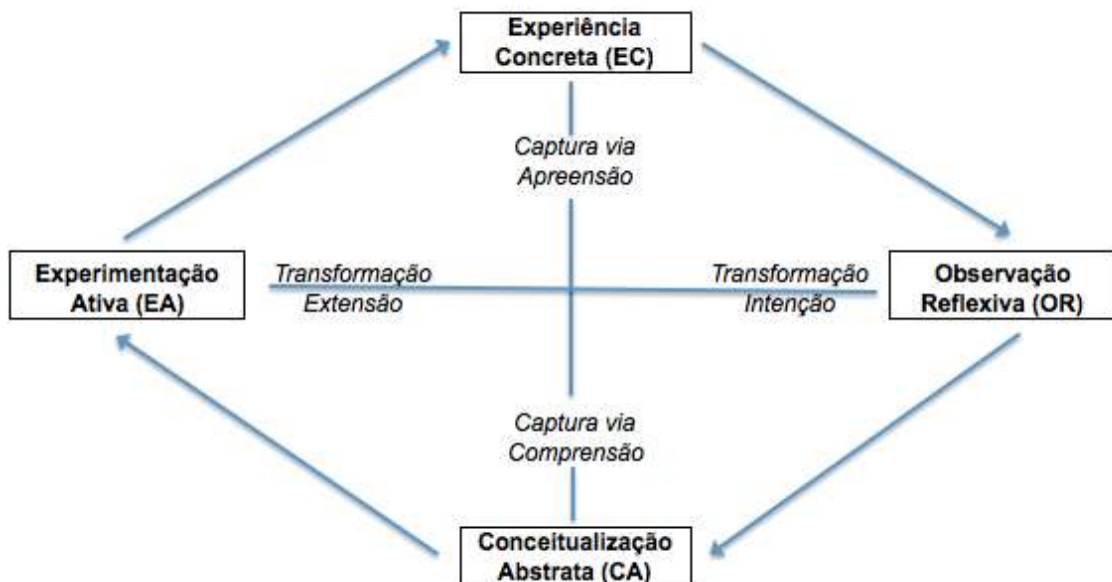 Experiência
Concreta (EC)
Captura via
Apreensão
Experimentação
Ativa (EA)
Transformação
Extensão
Transformação
Intenção
Observação
Reflexiva (OR)
Captura via
Comprensão
Conceitualização
Abstrata (CA)